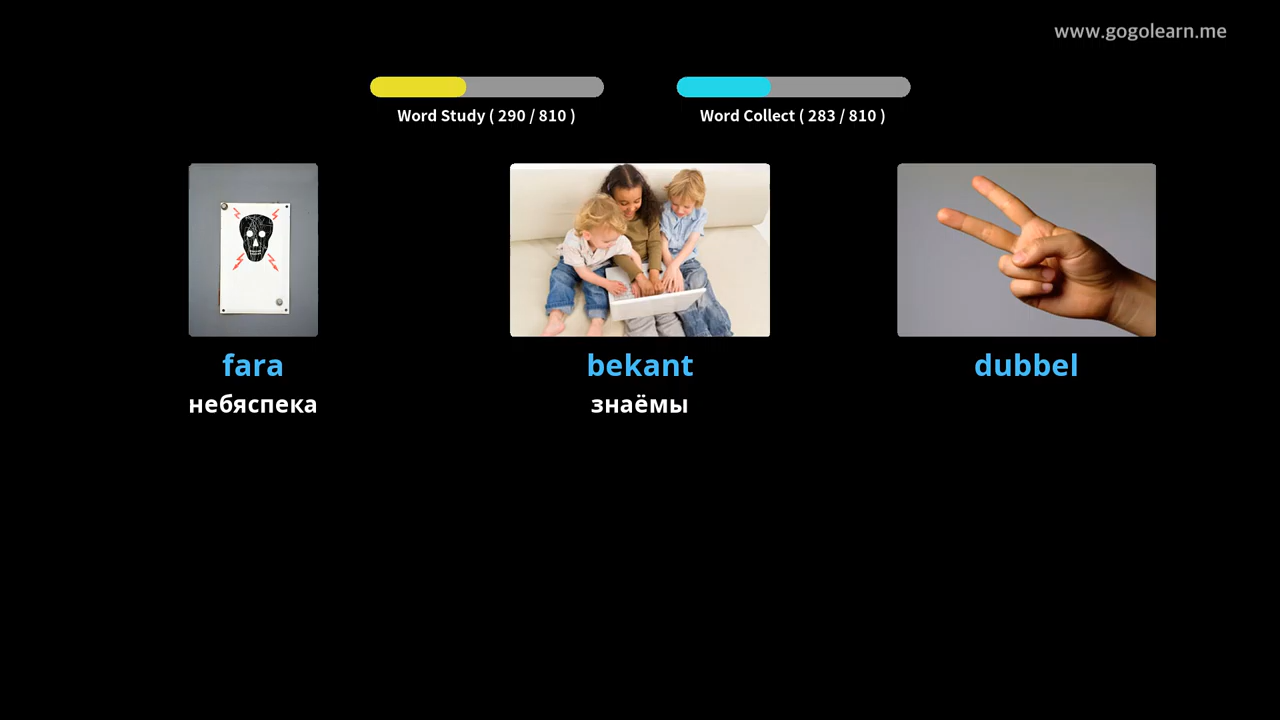 www.gogolearn.me
Word Study ( 290 / 810 )
Word Collect ( 283 / 810 )
fara
bekant
dubbel
небяспека
знаёмы